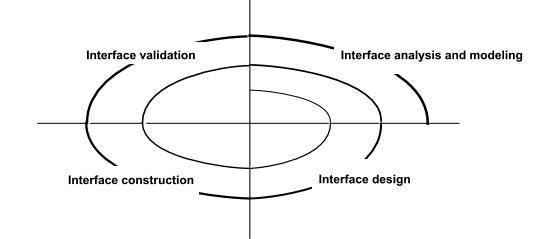 Interface validation
Interface analysis and modeling
Interface construction
Interface design